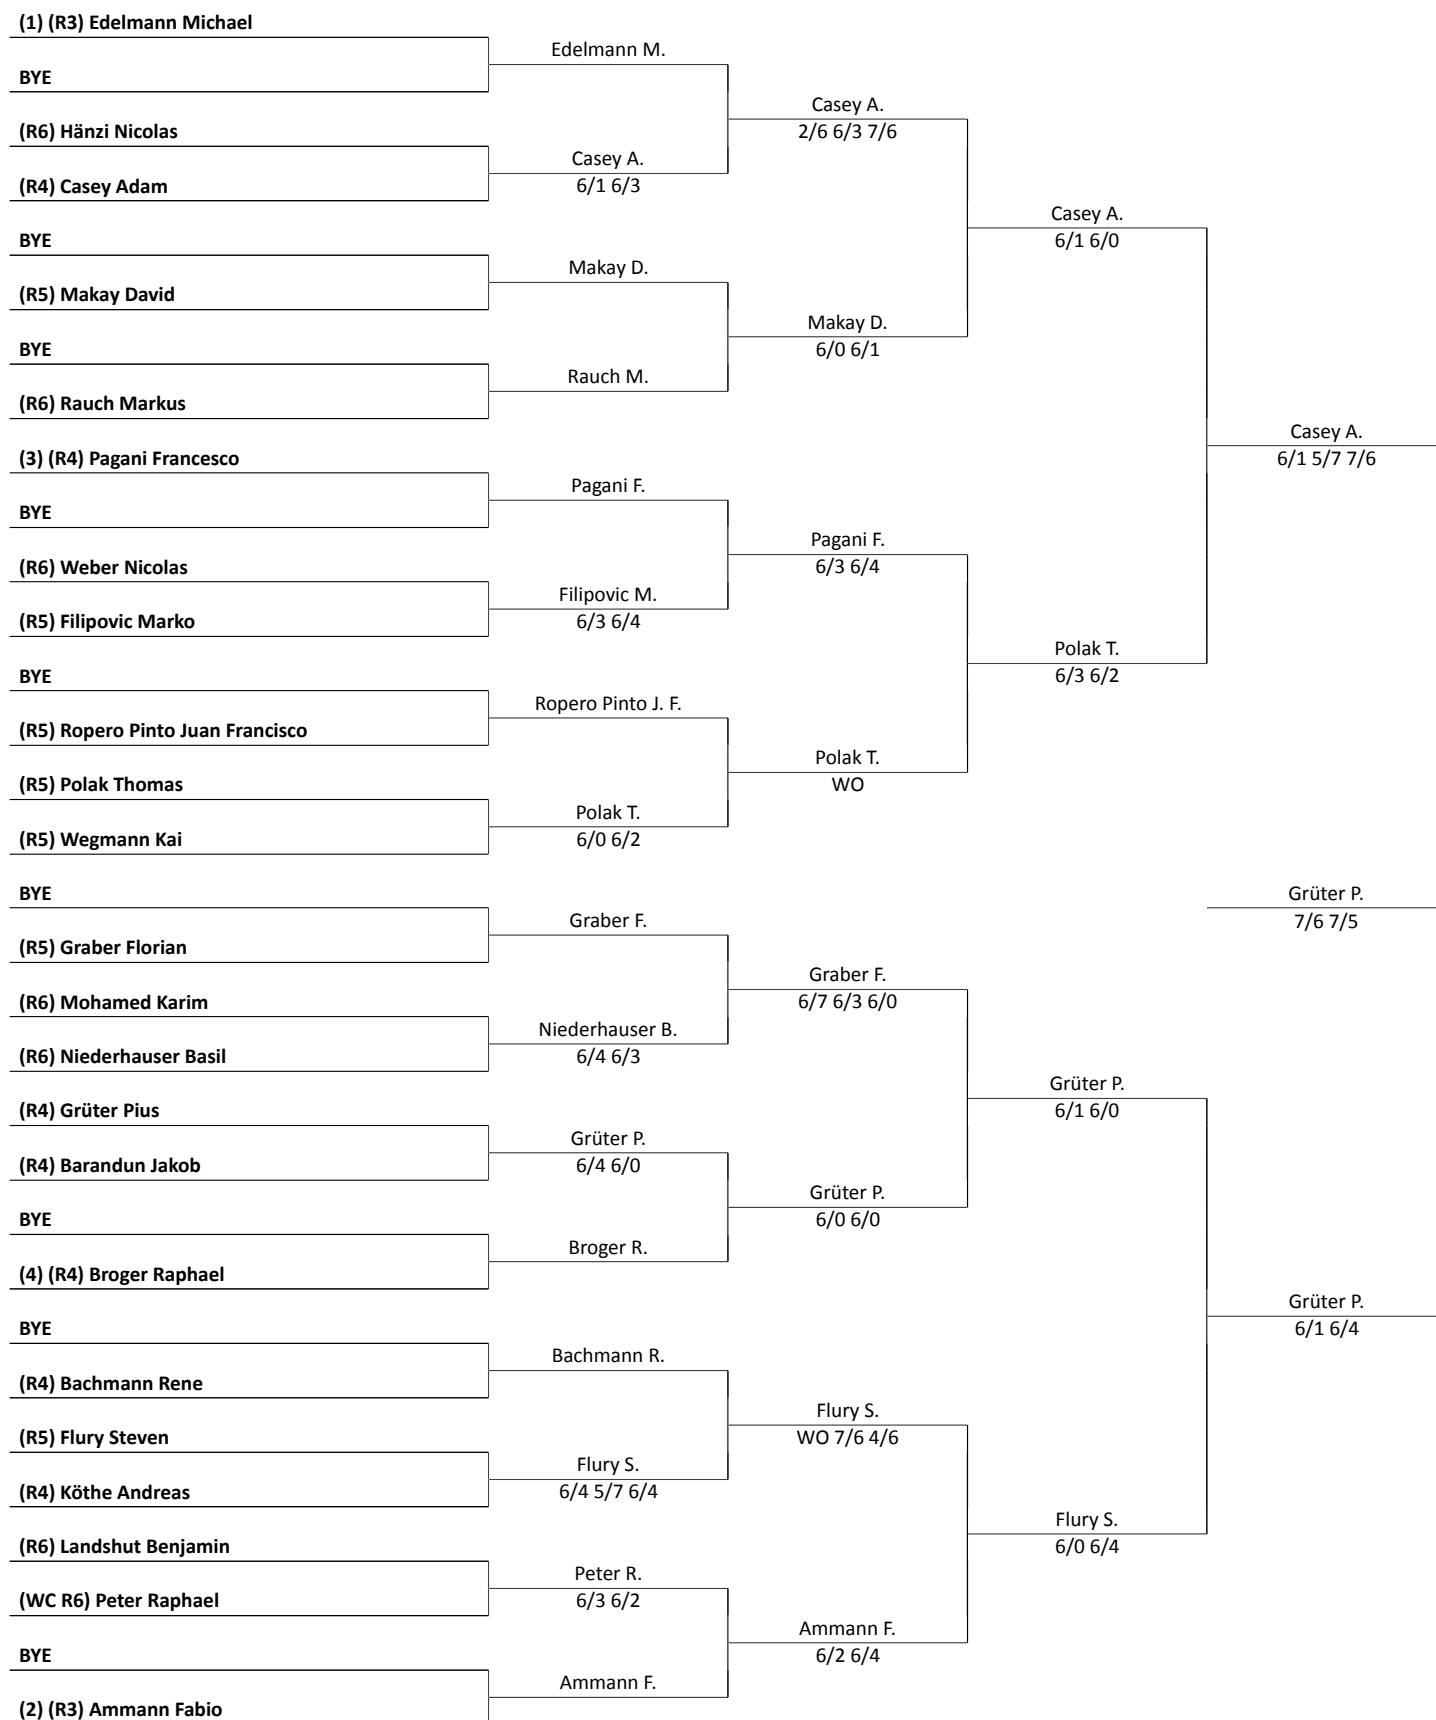 (1) (R3) Edelmann Michael
Edelmann M.
BYE
Casey A.
2/6 6/3 7/6
(R6) Hänzi Nicolas
Casey A.
6/1 6/3
(R4) Casey Adam
Casey A.
6/1 6/0
BYE
Makay D.
(R5) Makay David
Makay D.
6/0 6/1
BYE
Rauch M.
(R6) Rauch Markus
Casey A.
6/1 5/7 7/6
(3) (R4) Pagani Francesco
Pagani F.
BYE
Pagani F.
6/3 6/4
(R6) Weber Nicolas
Filipovic M.
6/3 6/4
(R5) Filipovic Marko
Polak T.
6/3 6/2
BYE
Ropero Pinto J. F.
(R5) Ropero Pinto Juan Francisco
Polak T.
WO
(R5) Polak Thomas
Polak T.
6/0 6/2
(R5) Wegmann Kai
BYE
Grüter P.
7/6 7/5
Graber F.
(R5) Graber Florian
Graber F.
6/7 6/3 6/0
(R6) Mohamed Karim
Niederhauser B.
6/4 6/3
(R6) Niederhauser Basil
Grüter P.
6/1 6/0
(R4) Grüter Pius
Grüter P.
6/4 6/0
(R4) Barandun Jakob
Grüter P.
6/0 6/0
BYE
Broger R.
(4) (R4) Broger Raphael
Grüter P.
6/1 6/4
BYE
Bachmann R.
(R4) Bachmann Rene
Flury S.
WO 7/6 4/6
(R5) Flury Steven
Flury S.
6/4 5/7 6/4
(R4) Köthe Andreas
Flury S.
6/0 6/4
(R6) Landshut Benjamin
Peter R.
6/3 6/2
(WC R6) Peter Raphael
Ammann F.
6/2 6/4
BYE
Ammann F.
(2) (R3) Ammann Fabio